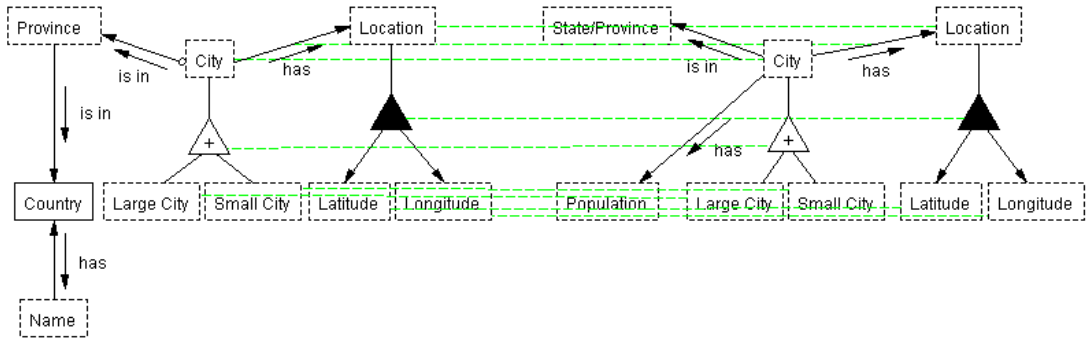 Province
Location
State/Province
Location
City
City
is in
has
is in
has
is in
+
+
has
Country
Large City
Small City
Latitude
Longitude
Population
Large City
Small City
Latitude
Longitude
has
Name